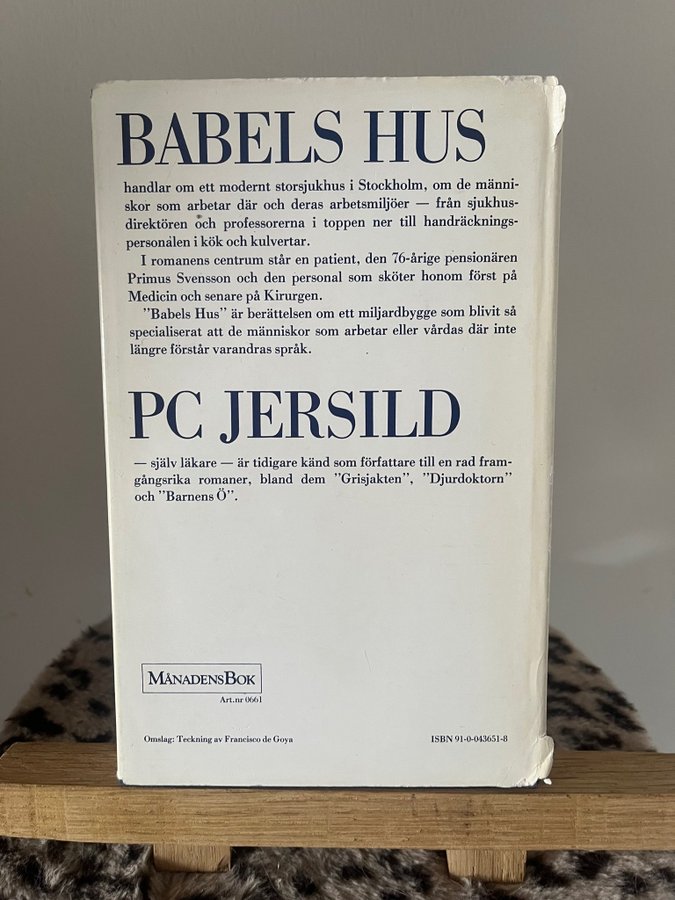 BABELS HUS
handlar om ett modernt storsjukhus i Stockholm, om de männi-
skor som arbetar där och deras arbetsmiljöer — från sjukhus-
direktören och professorerna i toppen ner till handräcknings-
personalen i kök och kulvertar.
I romanens centrum står en patient, den 76-årige pensionären
Primus Svensson och den personal som sköter honom först på
Medicin och senare på Kirurgen.
”Babels Hus” är berättelsen om ett miljardbygge som blivit så
specialiserat att de människor som arbetar eller vårdas där inte
längre förstår varandras språk.
PC JERSILD
— själv läkare — är tidigare känd som författare till en rad fram-
gångsrika romaner, bland dem ”Grisjakten”, ”Djurdoktorn”
och ”Barnens Ö”.
MÅNADENSBOK
Art.nr 0661
Omslag: Teckning av Francisco de Goya
ISBN 91-0-043651-8